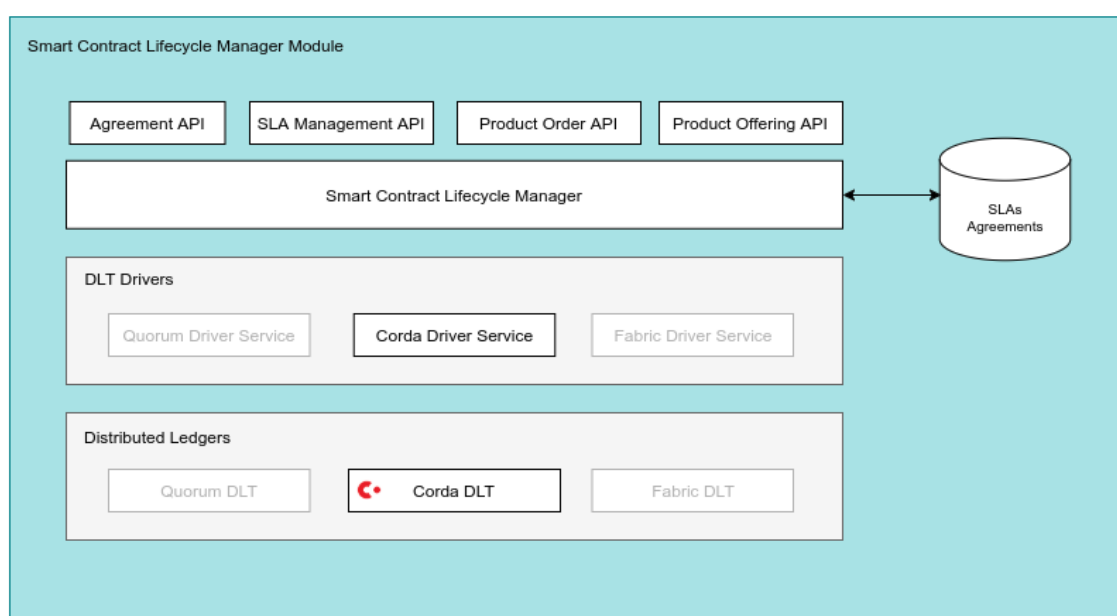 Smart Contract Lifecycle Manager Module
Agreement API
SLA Management API
Product Order API
Product Offering API
Smart Contract Lifecycle Manager
SLAs
Agreements
DLT Drivers
Quorum Driver Service
Corda Driver Service
Fabric Driver Service
Distributed Ledgers
Quorum DLT
Corda DLT
Fabric DLT